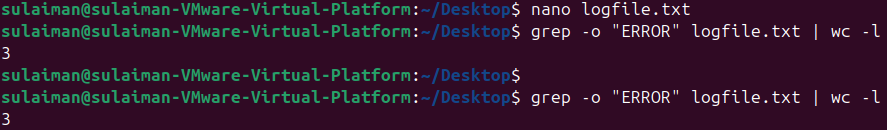 sulaiman@sulaiman-VMware-Virtual-Platform:~/Desktop$ nano logfile.txt
sulaiman@sulaiman-VMware-Virtual-Platform:~/Desktop$ grep -o "ERROR" logfile.txt | wc -l
3
sulaiman@sulaiman-VMware-Virtual-Platform:~/Desktop$
sulaiman@sulaiman-VMware-Virtual-Platform:~/Desktop$ grep -o "ERROR" logfile.txt | wc -l
3